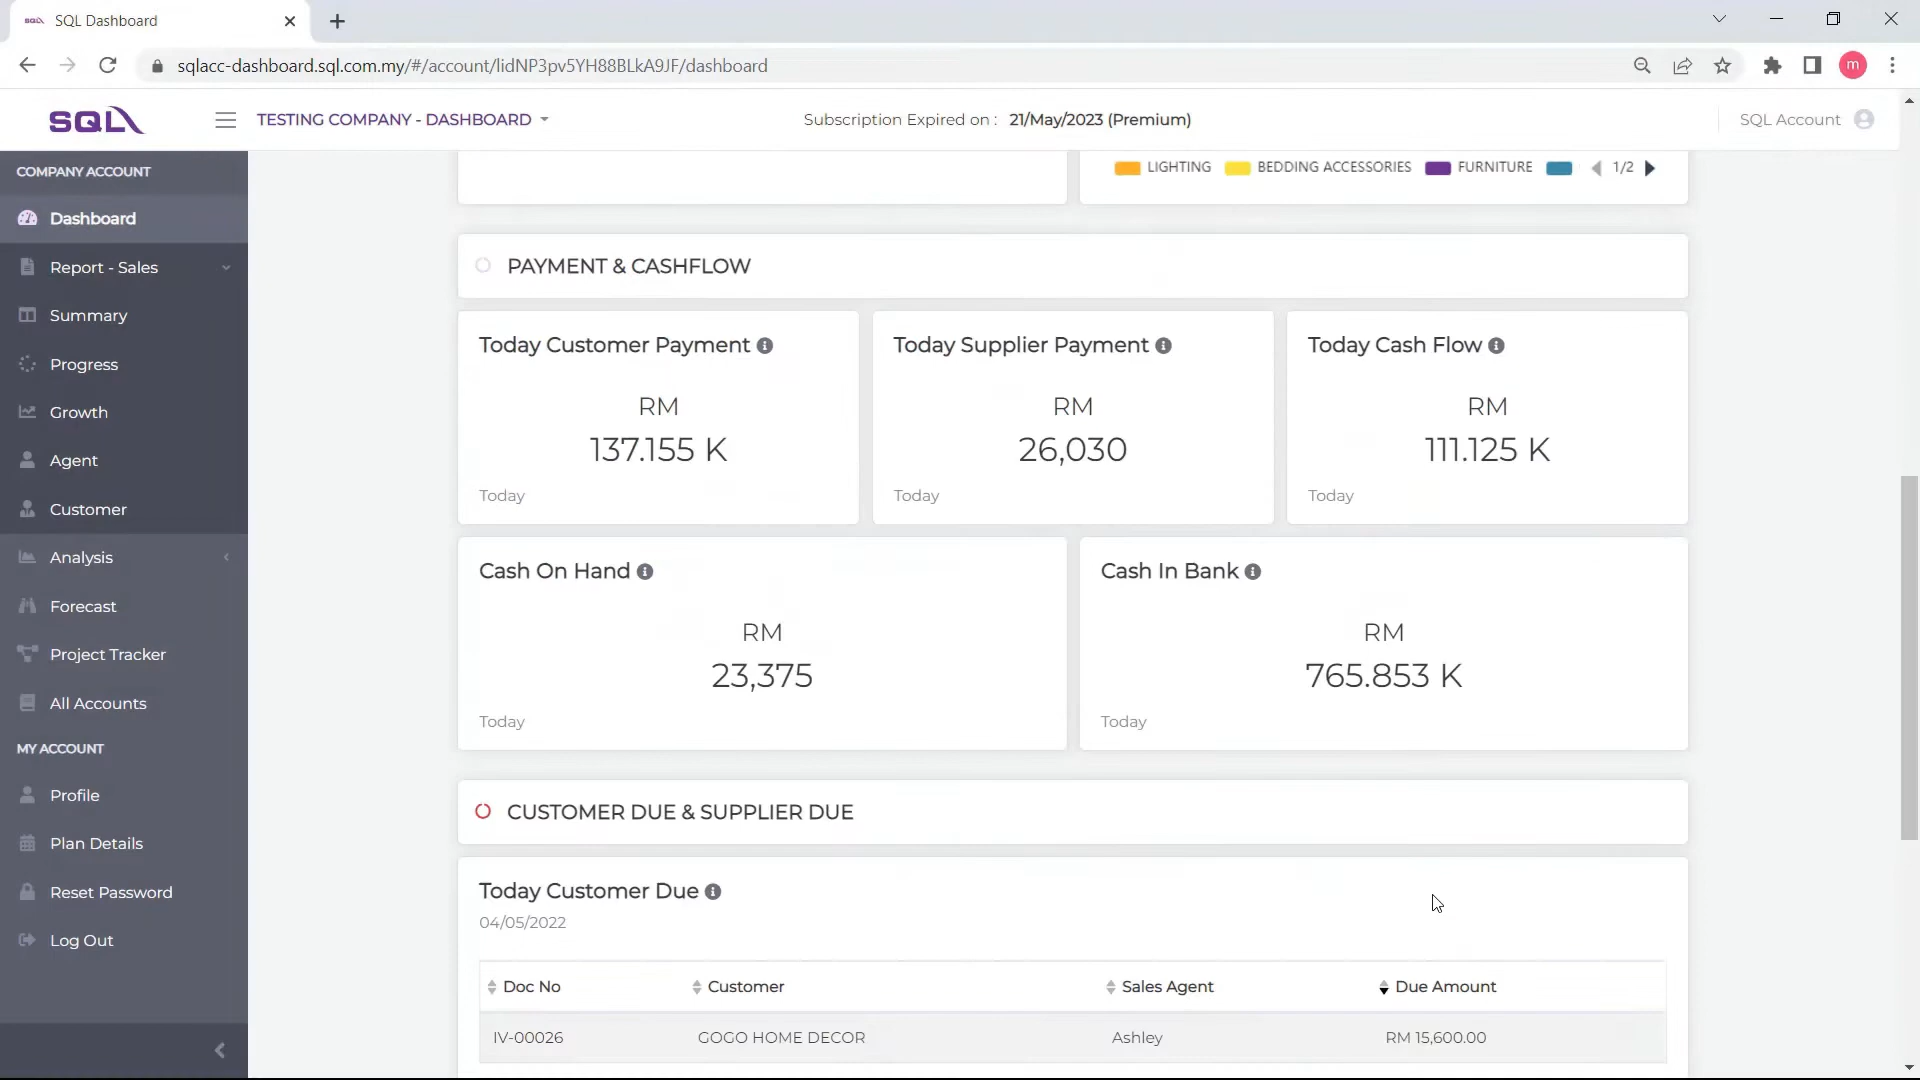 SQL SQL Dashboard
sqlacc-dashboard.sql.com.my/#/account/lidNP3pv5YH88BLkA9JF/dashboard
m
SQL
TESTING COMPANY - DASHBOARD
Subscription Expired on : 21/May/2023 (Premium)
SQL Account
COMPANY ACCOUNT
Dashboard
Report - Sales
Summary
Progress
Growth
Agent
Customer
Analysis
Forecast
Project Tracker
All Accounts
MY ACCOUNT
Profile
Plan Details
Reset Password
Log Out
LIGHTING BEDDING ACCESSORIES FURNITURE 1/2
PAYMENT & CASHFLOW
Today Customer Payment
RM
137.155 K
Today
Today Supplier Payment
RM
26,030
Today
Today Cash Flow
RM
111.125 K
Today
Cash On Hand
RM
23,375
Today
Cash In Bank
RM
765.853 K
Today
CUSTOMER DUE & SUPPLIER DUE
Today Customer Due
04/05/2022
Doc No Customer Sales Agent Due Amount
IV-00026 GOGO HOME DECOR Ashley RM 15,600.00